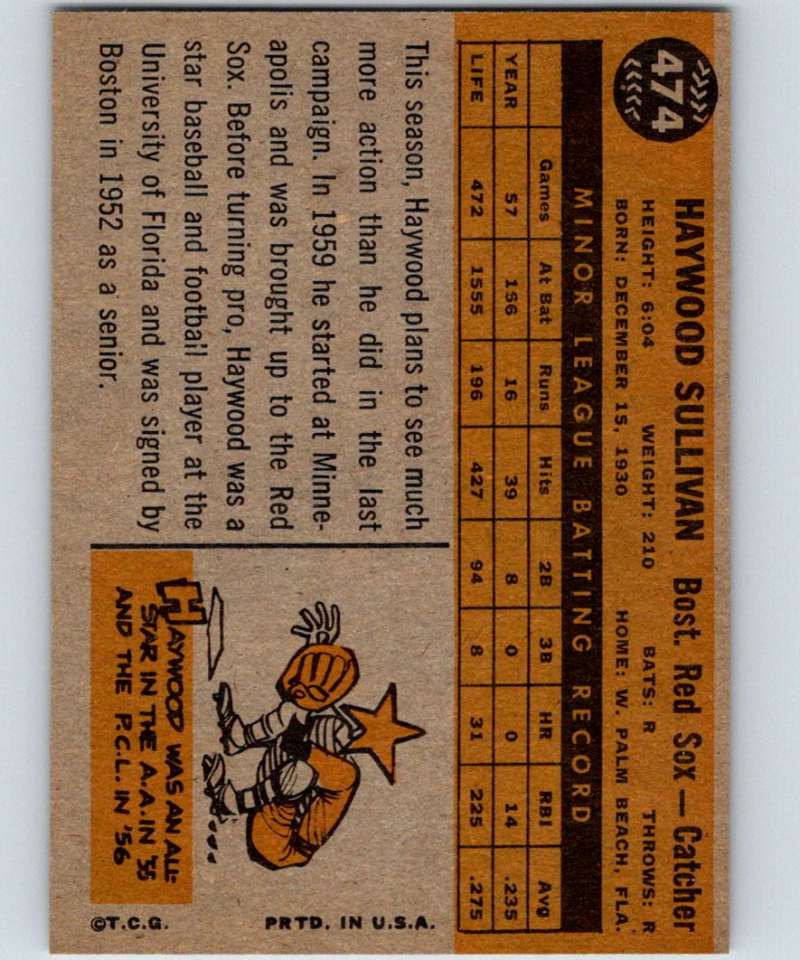 474
HAYWOOD SULLIVAN Bost. Red Sox — Catcher
HEIGHT: 6:04 WEIGHT: 210 BATS: R THROWS: R
BORN: DECEMBER 15, 1930 HOME: W. PALM BEACH, FLA.
MINOR LEAGUE BATTING RECORD
Games At Bat Runs Hits 2B 3B HR RBI Avg
YEAR 57 166 16 39 8 0 0 14 .235
LIFE 472 1555 196 427 94 8 31 225 .275
This season, Haywood plans to see much
more action than he did in the last
campaign. In 1959 he started at Minne-
apolis and was brought up to the Red
Sox. Before turning pro, Haywood was a
star baseball and football player at the
University of Florida and was signed by
Boston in 1952 as a senior.
HAYWOOD WAS AN ALL-
STAR IN THE A.A. IN '55
AND THE P.C.L. IN '56
©T.C.G. PRTD. IN U.S.A.